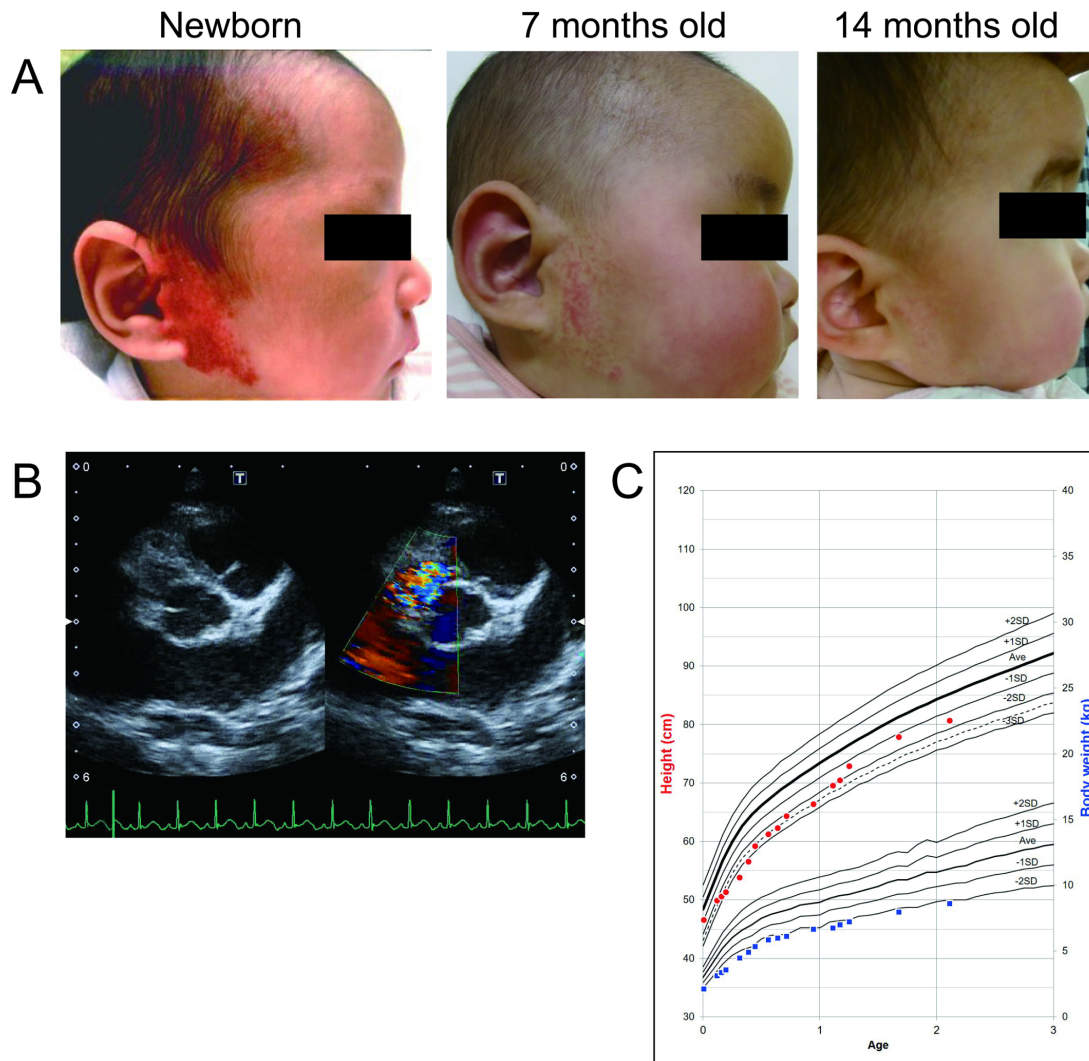 Newborn
7 months old
14 months old
A
B
T
T
0
0
6
6
C
120
110
100
90
80
70
60
50
40
30
40
35
30
25
20
15
10
5
0
+2SD
+1SD
Ave
-1SD
-2SD
-3SD
+2SD
+1SD
Ave
-1SD
-2SD
Height (cm)
Body weight (kg)
0
1
2
3
Age